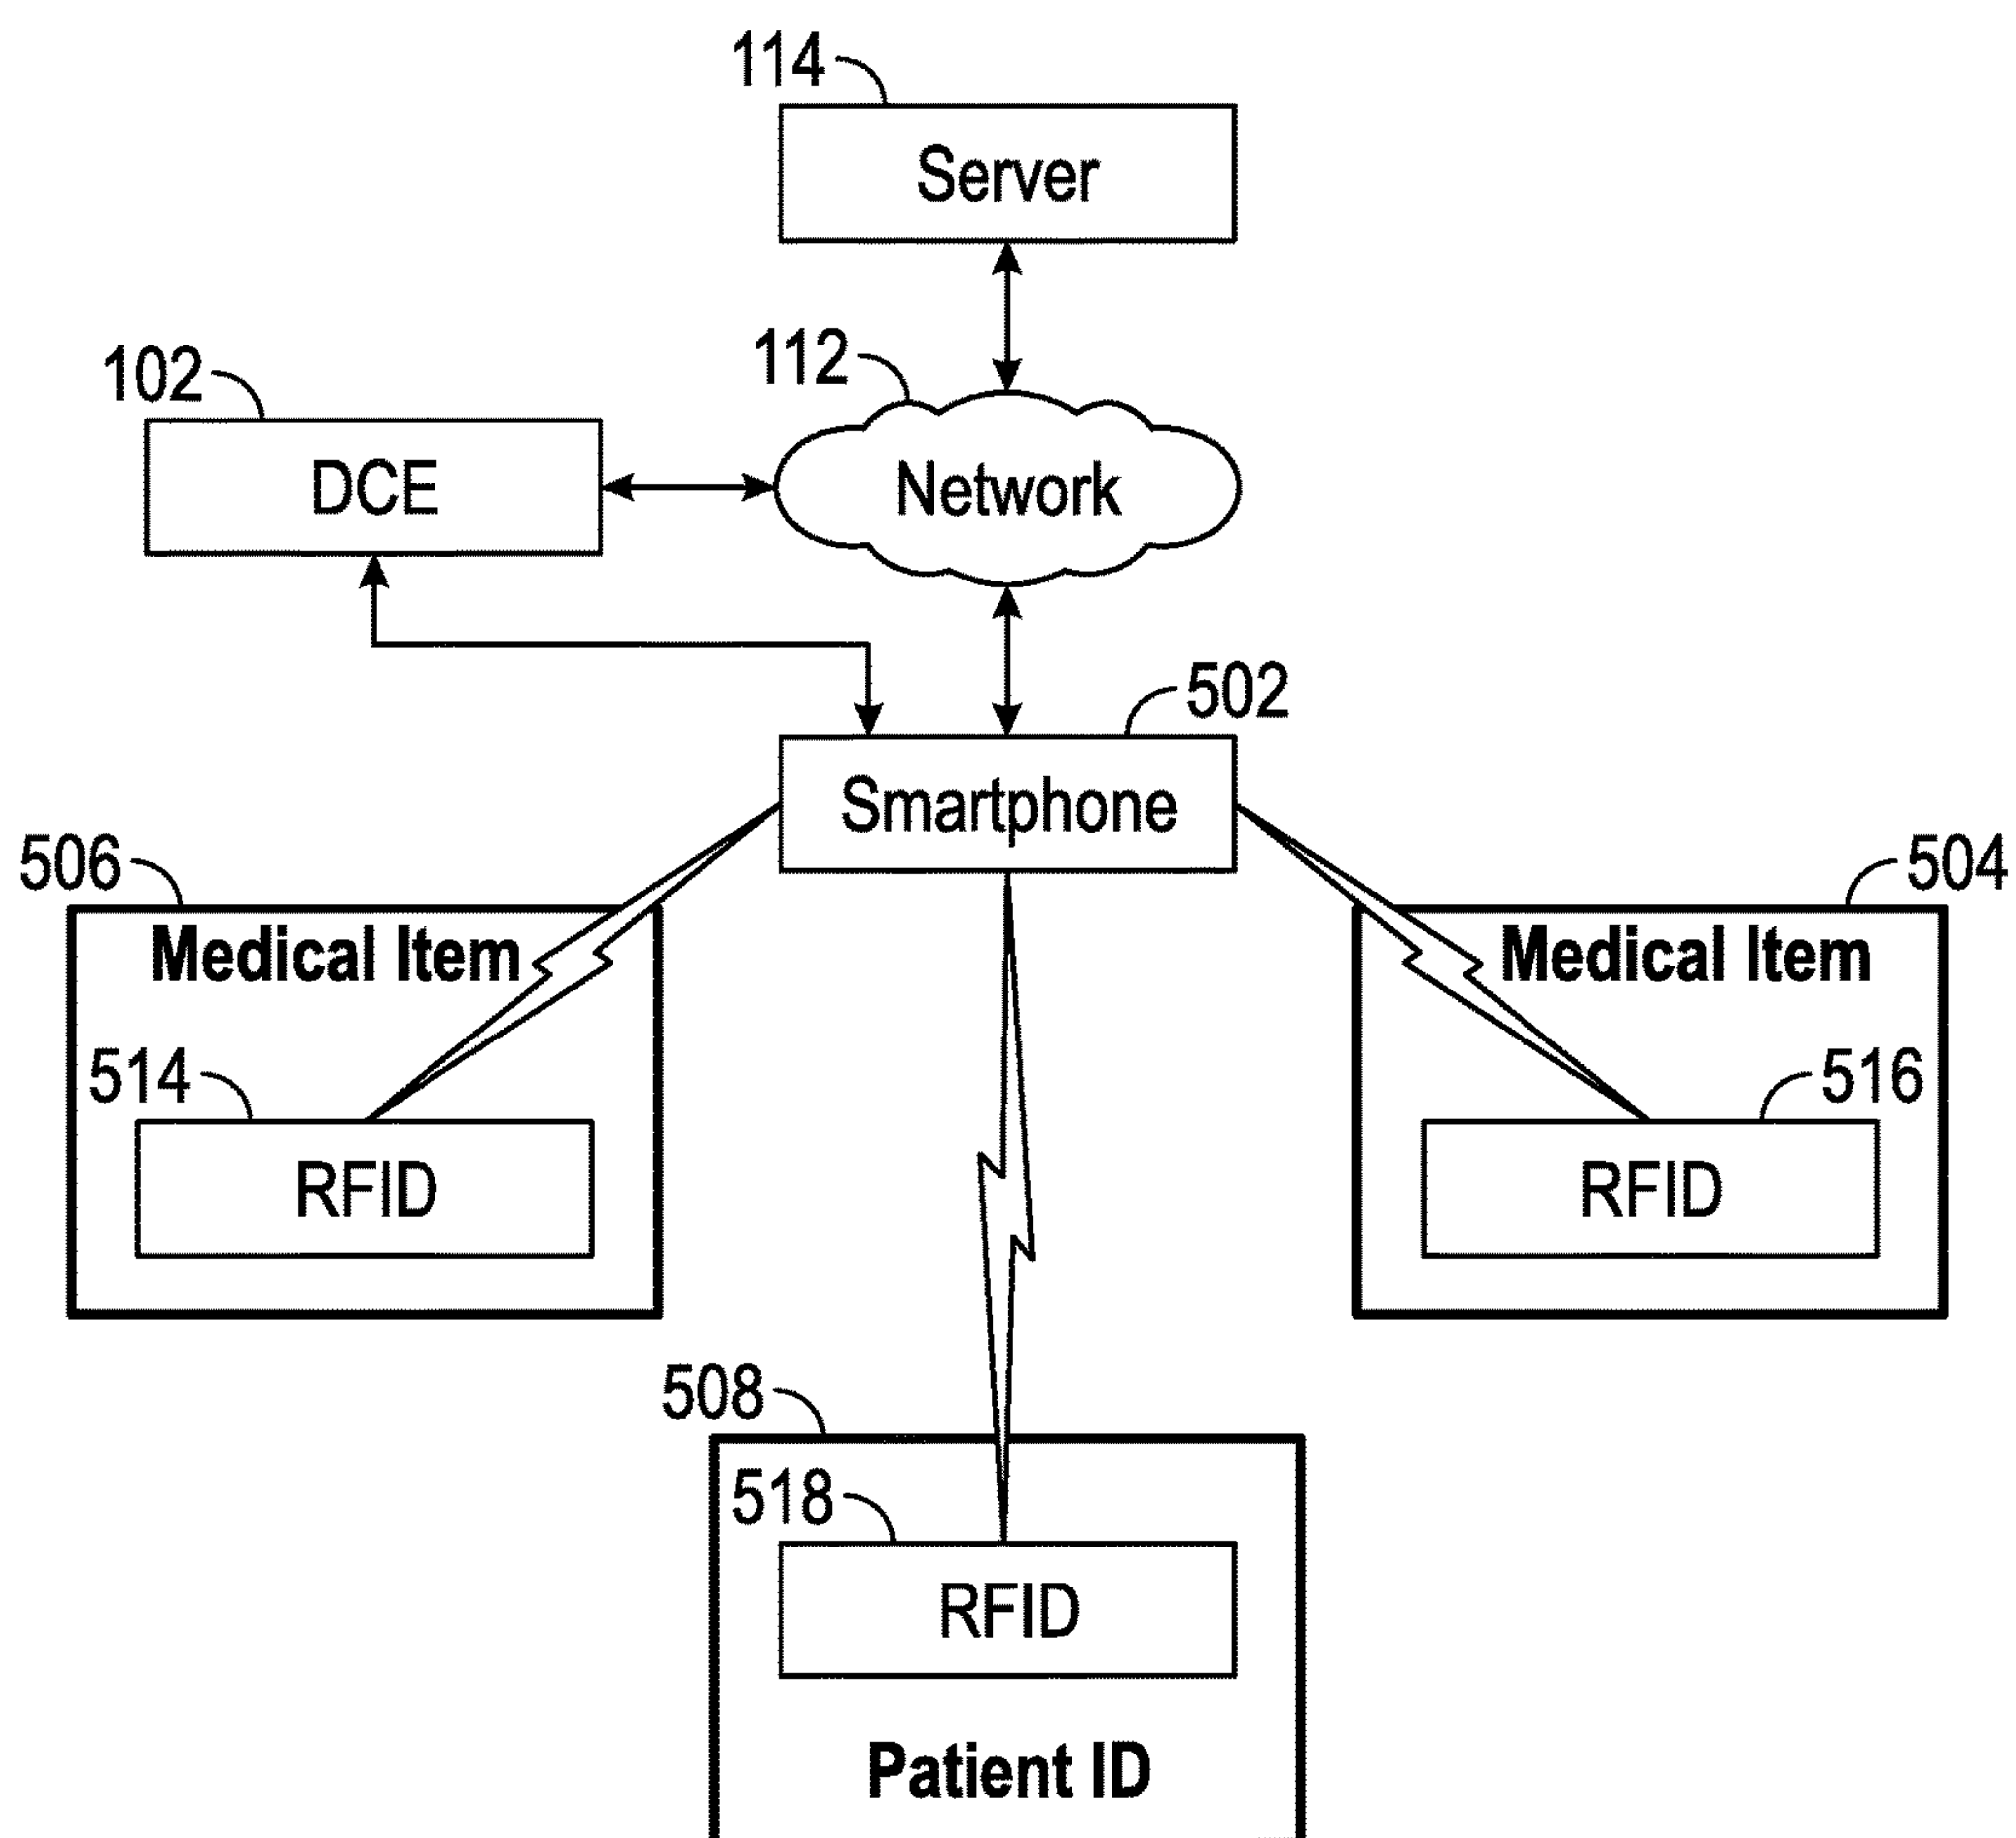 114
Server
112
Network
102
DCE
502
Smartphone
506
Medical Item
514
RFID
504
Medical Item
516
RFID
508
518
RFID
Patient ID